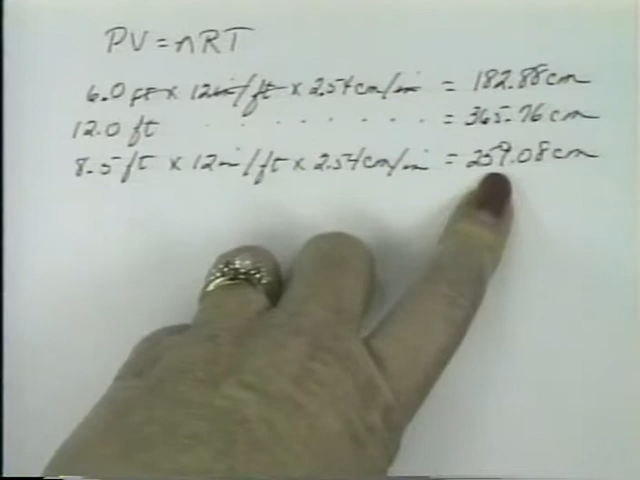 PV = nRT
6.0 ft x 12 in/ft x 2.54 cm/in = 182.88 cm
12.0 ft . . . . . . . = 365.76 cm
8.5 ft x 12 in/ft x 2.54 cm/in = 259.08 cm